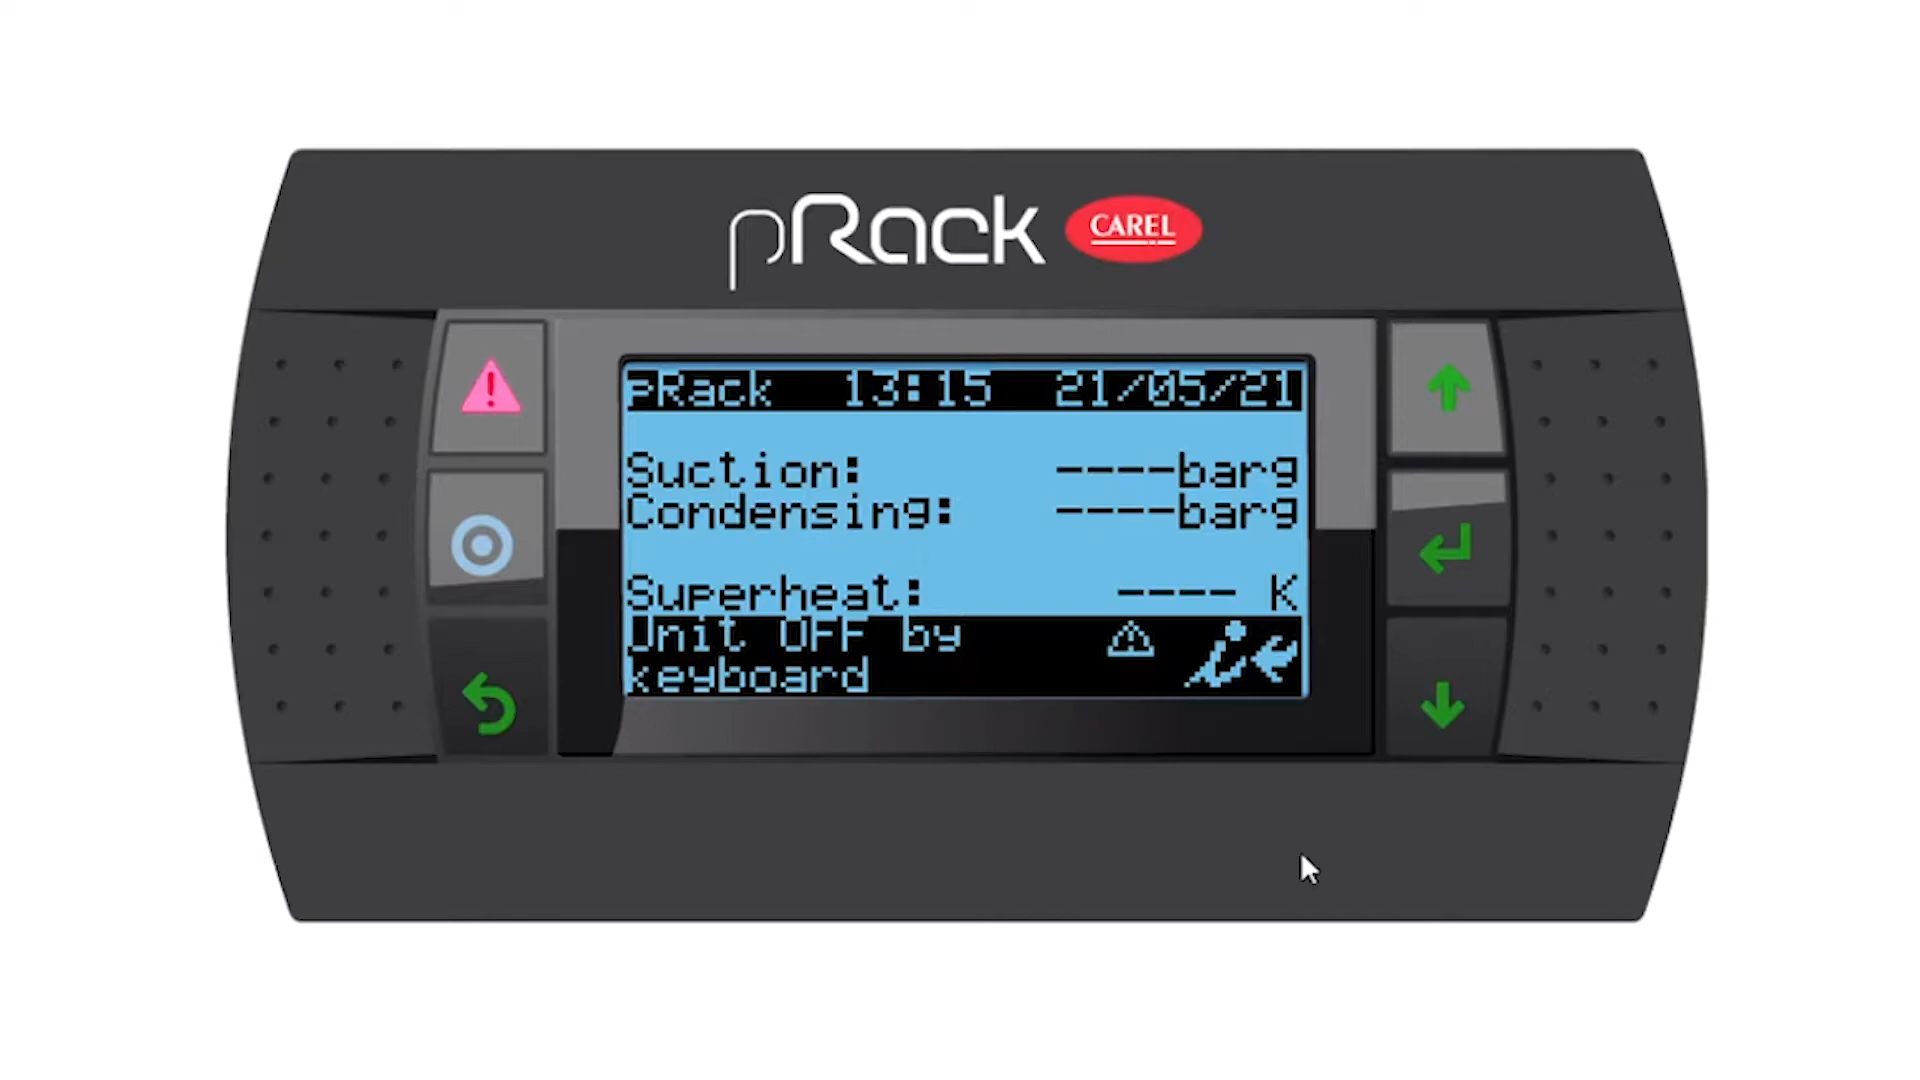 pRack CAREL
pRack 13:15 21/05/21
Suction: ----barg
Condensing: ----barg
Superheat: ---- K
Unit OFF by
keyboard